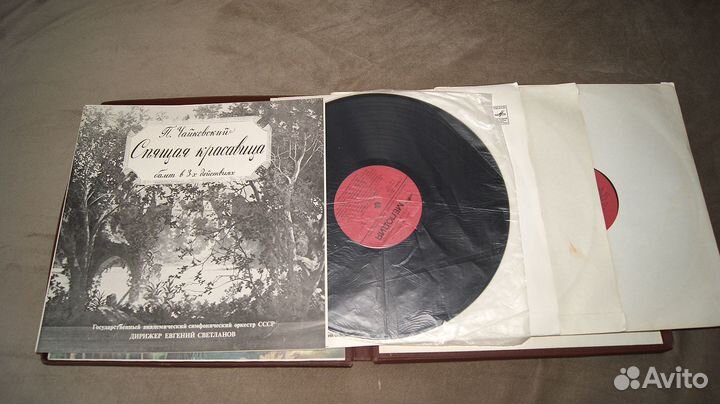 П. Чайковский
Спящая красавица
балет в 3-х действиях
Государственный академический симфонический оркестр СССР
ДИРИЖЕР ЕВГЕНИЙ СВЕТЛАНОВ
МЕЛОДИЯ
Avito